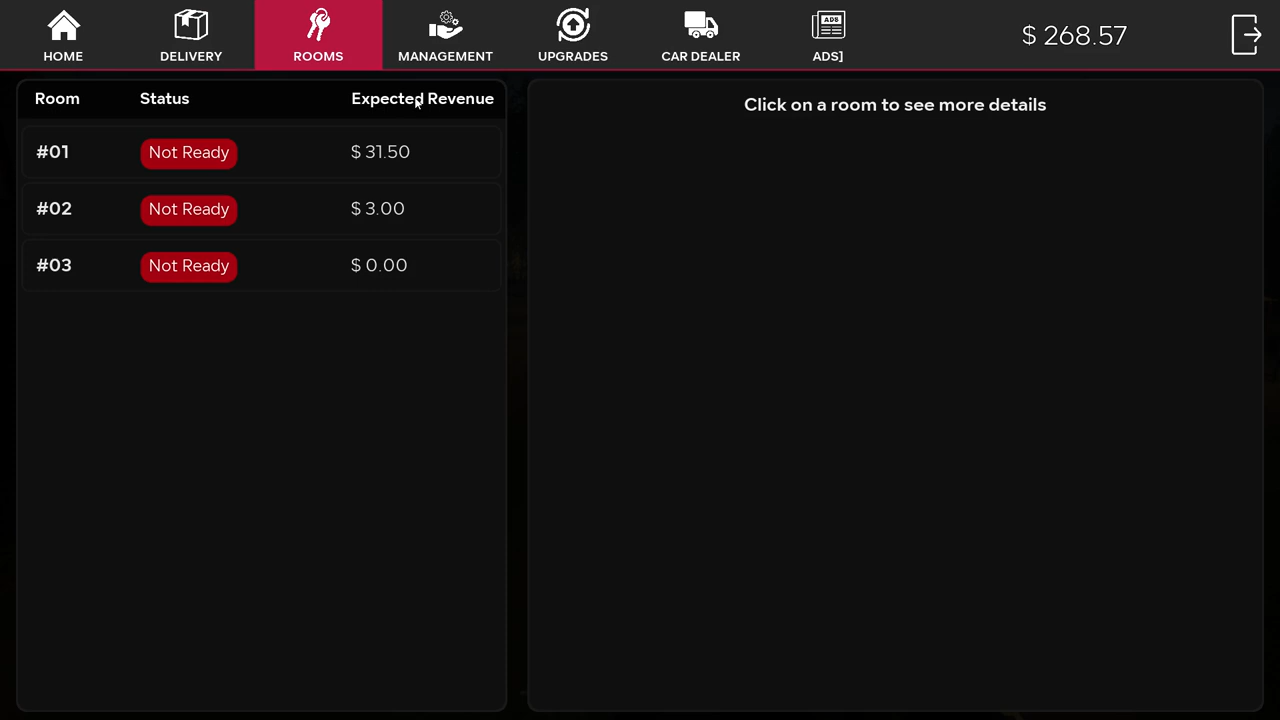 HOME DELIVERY ROOMS MANAGEMENT UPGRADES CAR DEALER ADS ADS] $ 268.57
Room Status Expected Revenue
#01 Not Ready $ 31.50
#02 Not Ready $ 3.00
#03 Not Ready $ 0.00
Click on a room to see more details